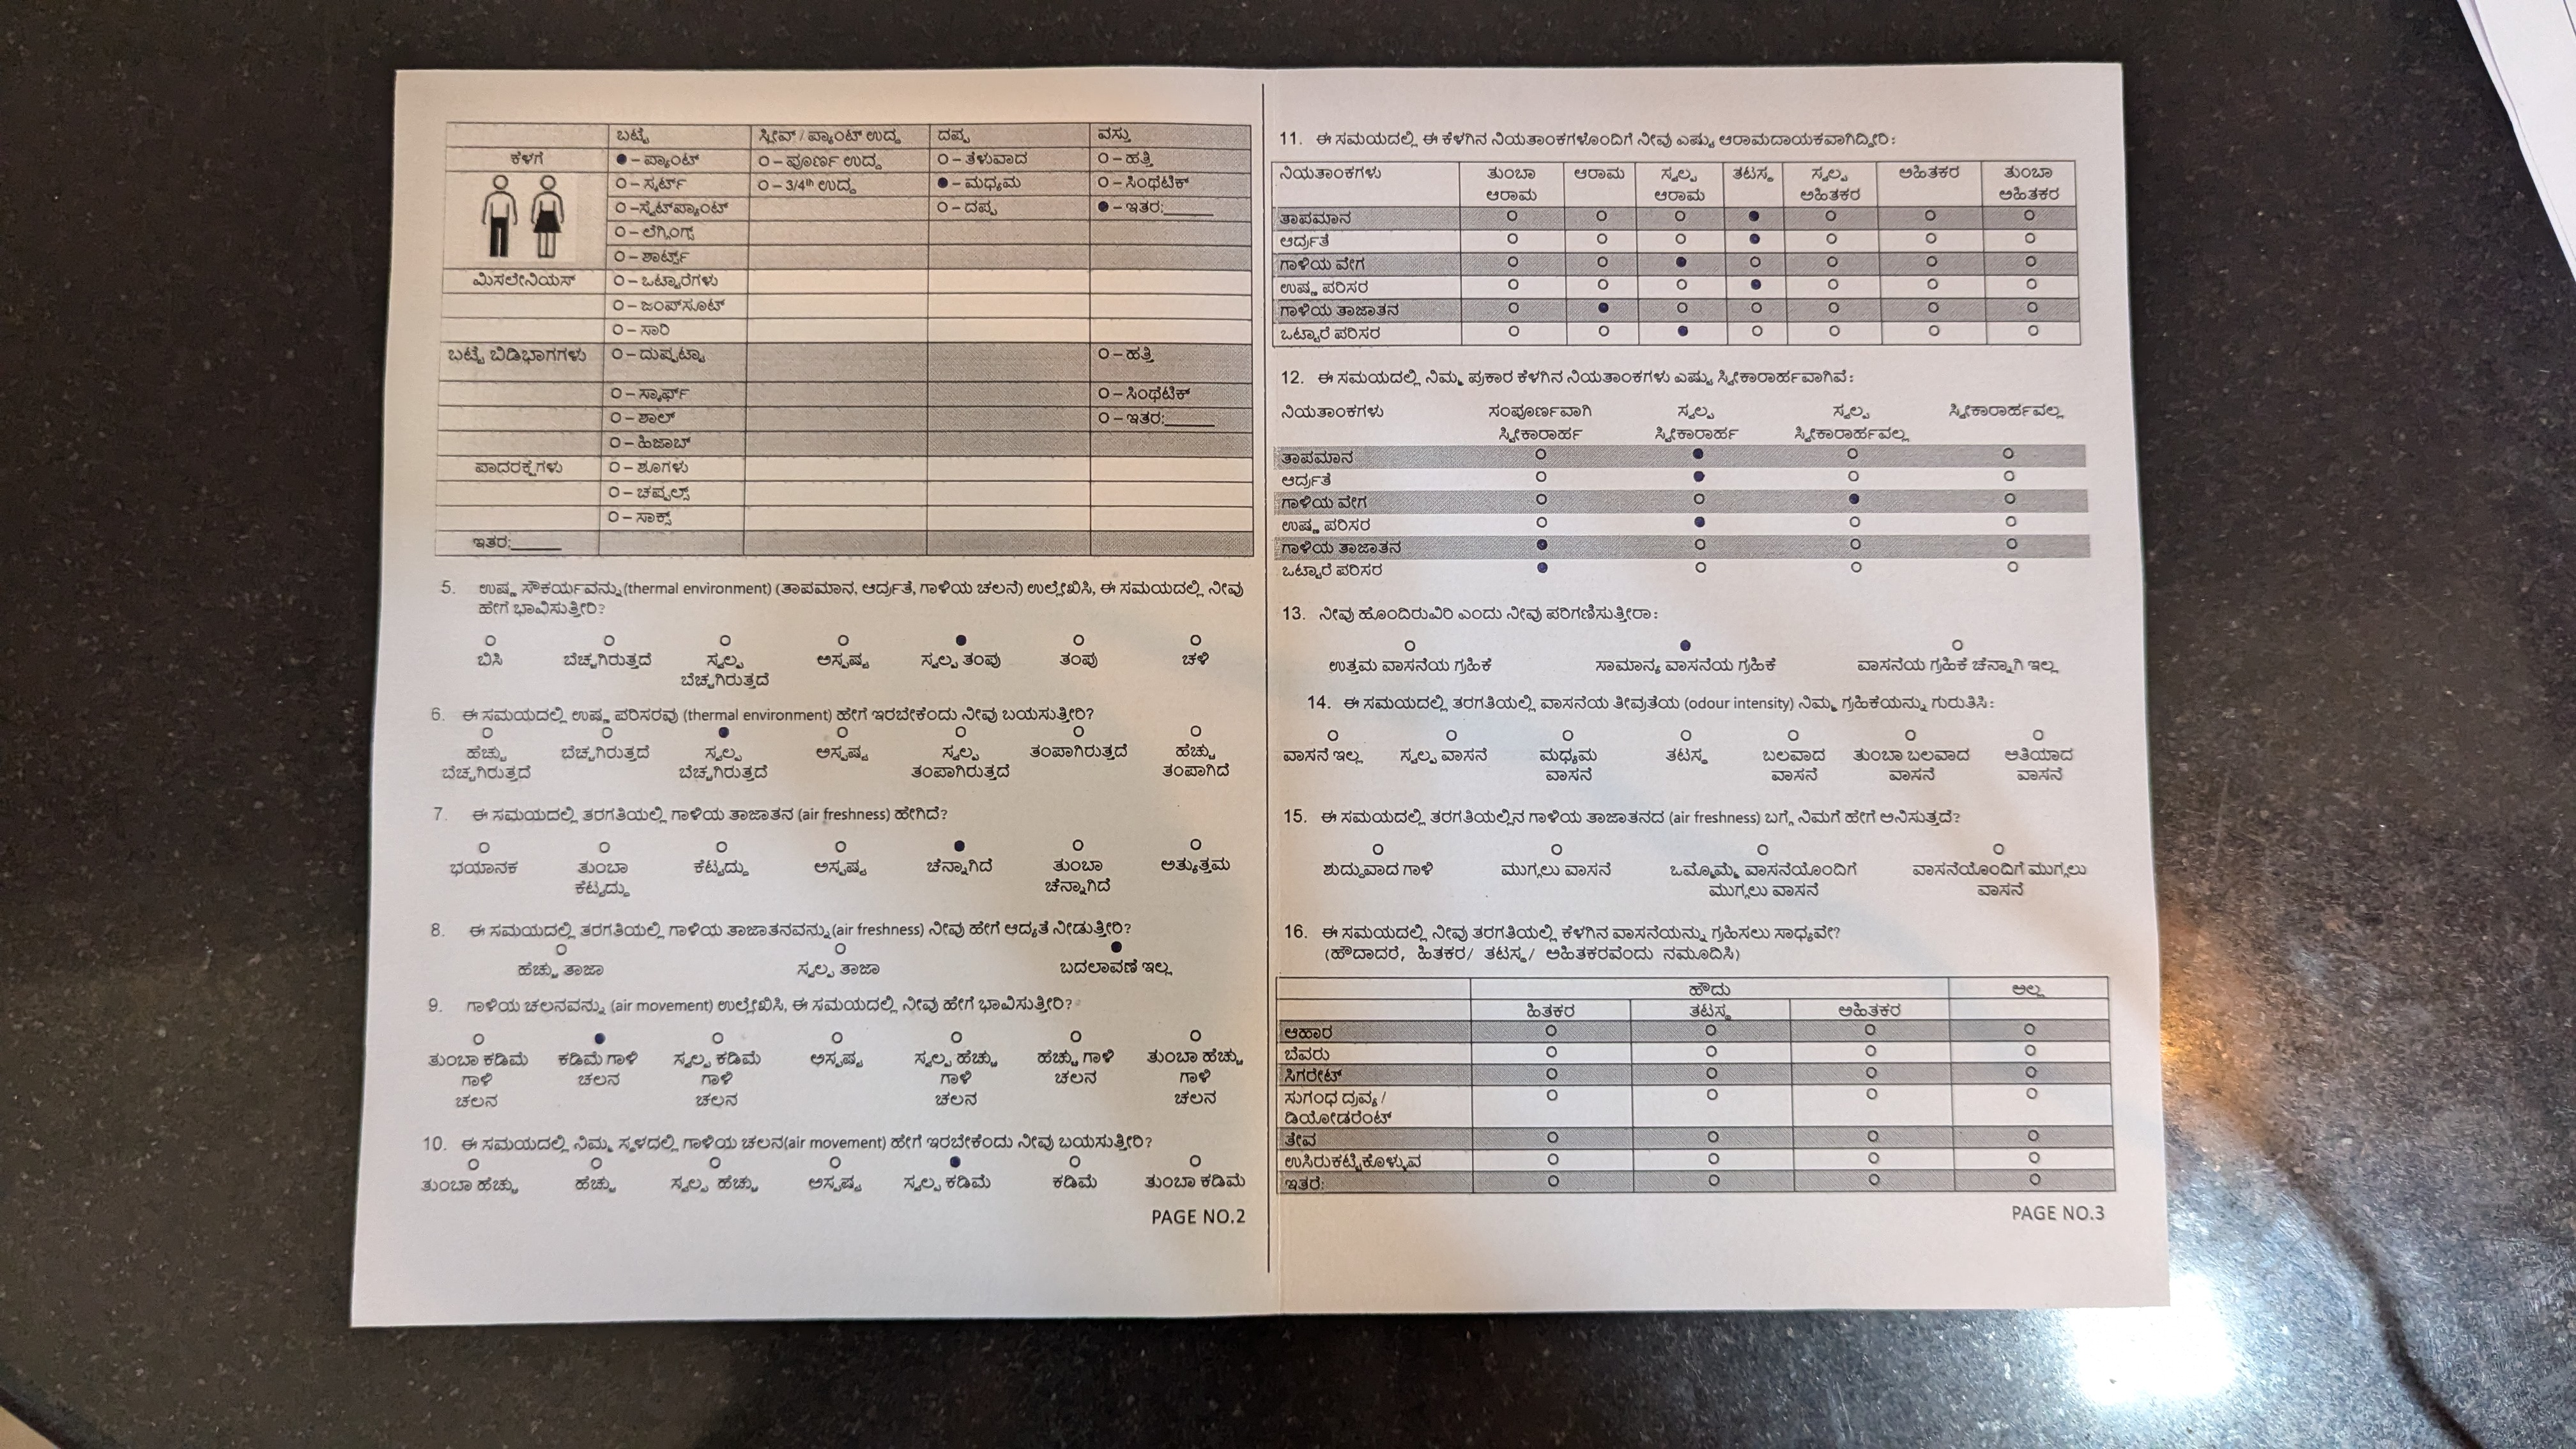 ಬಟ್ಟೆ ಸ್ಲೀವ್ / ಪ್ಯಾಂಟ್ ಉದ್ದ ದಪ್ಪ ವಸ್ತು
ಕೆಳಗೆ ●– ಪ್ಯಾಂಟ್ O – ಪೂರ್ಣ ಉದ್ದ O – ತೆಳುವಾದ O – ಹತ್ತಿ
O – ಸ್ಕರ್ಟ್ O – 3/4th ಉದ್ದ ●– ಮಧ್ಯಮ O – ಸಿಂಥೆಟಿಕ್
O –ಸ್ವೆಟ್‌ಪ್ಯಾಂಟ್ O – ದಪ್ಪ ●– ಇತರ:______
O – ಲೆಗ್ಗಿಂಗ್ಸ್
O – ಶಾರ್ಟ್ಸ್
ಮಿಸಲೇನಿಯಸ್ O – ಒಟ್ಟಾರೆಗಳು
O – ಜಂಪ್‌ಸೂಟ್
O – ಸಾರಿ
ಬಟ್ಟೆ ಬಿಡಿಭಾಗಗಳು O – ದುಪ್ಪಟ್ಟಾ O – ಹತ್ತಿ
O – ಸ್ಕಾರ್ಫ್ O – ಸಿಂಥೆಟಿಕ್
O – ಶಾಲ್ O – ಇತರ:______
O – ಹಿಜಾಬ್
ಪಾದರಕ್ಷೆಗಳು O – ಶೂಗಳು
O – ಚಪ್ಪಲ್ಸ್
O – ಸಾಕ್ಸ್
ಇತರ:______
5. ಉಷ್ಣ ಸೌಕರ್ಯವನ್ನು (thermal environment) (ತಾಪಮಾನ, ಆರ್ದ್ರತೆ, ಗಾಳಿಯ ಚಲನೆ) ಉಲ್ಲೇಖಿಸಿ, ಈ ಸಮಯದಲ್ಲಿ ನೀವು
ಹೇಗೆ ಭಾವಿಸುತ್ತೀರಿ?
ಬಿಸಿ ಬೆಚ್ಚಗಿರುತ್ತದೆ ಸ್ವಲ್ಪ ಅಸ್ಪಷ್ಟ ಸ್ವಲ್ಪ ತಂಪು ತಂಪು ಚಳಿ
ಬೆಚ್ಚಗಿರುತ್ತದೆ
6. ಈ ಸಮಯದಲ್ಲಿ ಉಷ್ಣ ಪರಿಸರವು (thermal environment) ಹೇಗೆ ಇರಬೇಕೆಂದು ನೀವು ಬಯಸುತ್ತೀರಿ?
ಹೆಚ್ಚು ಬೆಚ್ಚಗಿರುತ್ತದೆ ಸ್ವಲ್ಪ ಅಸ್ಪಷ್ಟ ಸ್ವಲ್ಪ ತಂಪಾಗಿರುತ್ತದೆ ಹೆಚ್ಚು
ಬೆಚ್ಚಗಿರುತ್ತದೆ ಬೆಚ್ಚಗಿರುತ್ತದೆ ತಂಪಾಗಿರುತ್ತದೆ ತಂಪಾಗಿದೆ
7. ಈ ಸಮಯದಲ್ಲಿ ತರಗತಿಯಲ್ಲಿ ಗಾಳಿಯ ತಾಜಾತನ (air freshness) ಹೇಗಿದೆ?
ಭಯಾನಕ ತುಂಬಾ ಕೆಟ್ಟದ್ದು ಅಸ್ಪಷ್ಟ ಚೆನ್ನಾಗಿದೆ ತುಂಬಾ ಅತ್ಯುತ್ತಮ
ಕೆಟ್ಟದ್ದು ಚೆನ್ನಾಗಿದೆ
8. ಈ ಸಮಯದಲ್ಲಿ ತರಗತಿಯಲ್ಲಿ ಗಾಳಿಯ ತಾಜಾತನವನ್ನು (air freshness) ನೀವು ಹೇಗೆ ಆದ್ಯತೆ ನೀಡುತ್ತೀರಿ?
ಹೆಚ್ಚು ತಾಜಾ ಸ್ವಲ್ಪ ತಾಜಾ ಬದಲಾವಣೆ ಇಲ್ಲ
9. ಗಾಳಿಯ ಚಲನವನ್ನು (air movement) ಉಲ್ಲೇಖಿಸಿ, ಈ ಸಮಯದಲ್ಲಿ ನೀವು ಹೇಗೆ ಭಾವಿಸುತ್ತೀರಿ?
ತುಂಬಾ ಕಡಿಮೆ ಕಡಿಮೆ ಗಾಳಿ ಸ್ವಲ್ಪ ಕಡಿಮೆ ಅಸ್ಪಷ್ಟ ಸ್ವಲ್ಪ ಹೆಚ್ಚು ಹೆಚ್ಚು ಗಾಳಿ ತುಂಬಾ ಹೆಚ್ಚು
ಗಾಳಿ ಚಲನ ಗಾಳಿ ಗಾಳಿ ಚಲನ ಗಾಳಿ
ಚಲನ ಚಲನ ಚಲನ ಚಲನ
10. ಈ ಸಮಯದಲ್ಲಿ ನಿಮ್ಮ ಸ್ಥಳದಲ್ಲಿ ಗಾಳಿಯ ಚಲನ(air movement) ಹೇಗೆ ಇರಬೇಕೆಂದು ನೀವು ಬಯಸುತ್ತೀರಿ?
ತುಂಬಾ ಹೆಚ್ಚು ಹೆಚ್ಚು ಸ್ವಲ್ಪ ಹೆಚ್ಚು ಅಸ್ಪಷ್ಟ ಸ್ವಲ್ಪ ಕಡಿಮೆ ಕಡಿಮೆ ತುಂಬಾ ಕಡಿಮೆ
PAGE NO.2
11. ಈ ಸಮಯದಲ್ಲಿ ಈ ಕೆಳಗಿನ ನಿಯತಾಂಕಗಳೊಂದಿಗೆ ನೀವು ಎಷ್ಟು ಆರಾಮದಾಯಕವಾಗಿದ್ದೀರಿ:
ನಿಯತಾಂಕಗಳು ತುಂಬಾ ಆರಾಮ ಸ್ವಲ್ಪ ತಟಸ್ಥ ಸ್ವಲ್ಪ ಅಹಿತಕರ ತುಂಬಾ
ಆರಾಮ ಆರಾಮ ಅಹಿತಕರ ಅಹಿತಕರ
ತಾಪಮಾನ
ಆರ್ದ್ರತೆ
ಗಾಳಿಯ ವೇಗ
ಉಷ್ಣ ಪರಿಸರ
ಗಾಳಿಯ ತಾಜಾತನ
ಒಟ್ಟಾರೆ ಪರಿಸರ
12. ಈ ಸಮಯದಲ್ಲಿ ನಿಮ್ಮ ಪ್ರಕಾರ ಕೆಳಗಿನ ನಿಯತಾಂಕಗಳು ಎಷ್ಟು ಸ್ವೀಕಾರಾರ್ಹವಾಗಿವೆ:
ನಿಯತಾಂಕಗಳು ಸಂಪೂರ್ಣವಾಗಿ ಸ್ವಲ್ಪ ಸ್ವಲ್ಪ ಸ್ವೀಕಾರಾರ್ಹವಲ್ಲ
ಸ್ವೀಕಾರಾರ್ಹ ಸ್ವೀಕಾರಾರ್ಹ ಸ್ವೀಕಾರಾರ್ಹವಲ್ಲ
ತಾಪಮಾನ
ಆರ್ದ್ರತೆ
ಗಾಳಿಯ ವೇಗ
ಉಷ್ಣ ಪರಿಸರ
ಗಾಳಿಯ ತಾಜಾತನ
ಒಟ್ಟಾರೆ ಪರಿಸರ
13. ನೀವು ಹೊಂದಿರುವಿರಿ ಎಂದು ನೀವು ಪರಿಗಣಿಸುತ್ತೀರಾ:
ಉತ್ತಮ ವಾಸನೆಯ ಗ್ರಹಿಕೆ ಸಾಮಾನ್ಯ ವಾಸನೆಯ ಗ್ರಹಿಕೆ ವಾಸನೆಯ ಗ್ರಹಿಕೆ ಚೆನ್ನಾಗಿ ಇಲ್ಲ
14. ಈ ಸಮಯದಲ್ಲಿ ತರಗತಿಯಲ್ಲಿ ವಾಸನೆಯ ತೀವ್ರತೆಯ (odour intensity) ನಿಮ್ಮ ಗ್ರಹಿಕೆಯನ್ನು ಗುರುತಿಸಿ:
ವಾಸನೆ ಇಲ್ಲ ಸ್ವಲ್ಪ ವಾಸನೆ ಮಧ್ಯಮ ತಟಸ್ಥ ಬಲವಾದ ತುಂಬಾ ಬಲವಾದ ಅತಿಯಾದ
ವಾಸನೆ ವಾಸನೆ ವಾಸನೆ ವಾಸನೆ
15. ಈ ಸಮಯದಲ್ಲಿ ತರಗತಿಯಲ್ಲಿನ ಗಾಳಿಯ ತಾಜಾತನದ (air freshness) ಬಗ್ಗೆ ನಿಮಗೆ ಹೇಗೆ ಅನಿಸುತ್ತದೆ?
ಶುದ್ಧವಾದ ಗಾಳಿ ಮುಗ್ಗಲು ವಾಸನೆ ಒಮ್ಮೊಮ್ಮೆ ವಾಸನೆಯೊಂದಿಗೆ ವಾಸನೆಯೊಂದಿಗೆ ಮುಗ್ಗಲು
ಮುಗ್ಗಲು ವಾಸನೆ ವಾಸನೆ
16. ಈ ಸಮಯದಲ್ಲಿ ನೀವು ತರಗತಿಯಲ್ಲಿ ಕೆಳಗಿನ ವಾಸನೆಯನ್ನು ಗ್ರಹಿಸಲು ಸಾಧ್ಯವೇ?
(ಹೌದಾದರೆ, ಹಿತಕರ/ ತಟಸ್ಥ/ ಅಹಿತಕರವೆಂದು ನಮೂದಿಸಿ)
ಹೌದು ಅಲ್ಲ
ಹಿತಕರ ತಟಸ್ಥ ಅಹಿತಕರ
ಆಹಾರ
ಬೆವರು
ಸಿಗರೇಟ್
ಸುಗಂಧ ದ್ರವ್ಯ /
ಡಿಯೋಡರೆಂಟ್
ತೇವ
ಉಸಿರುಕಟ್ಟಿಕೊಳ್ಳುವ
ಇತರೆ:
PAGE NO.3